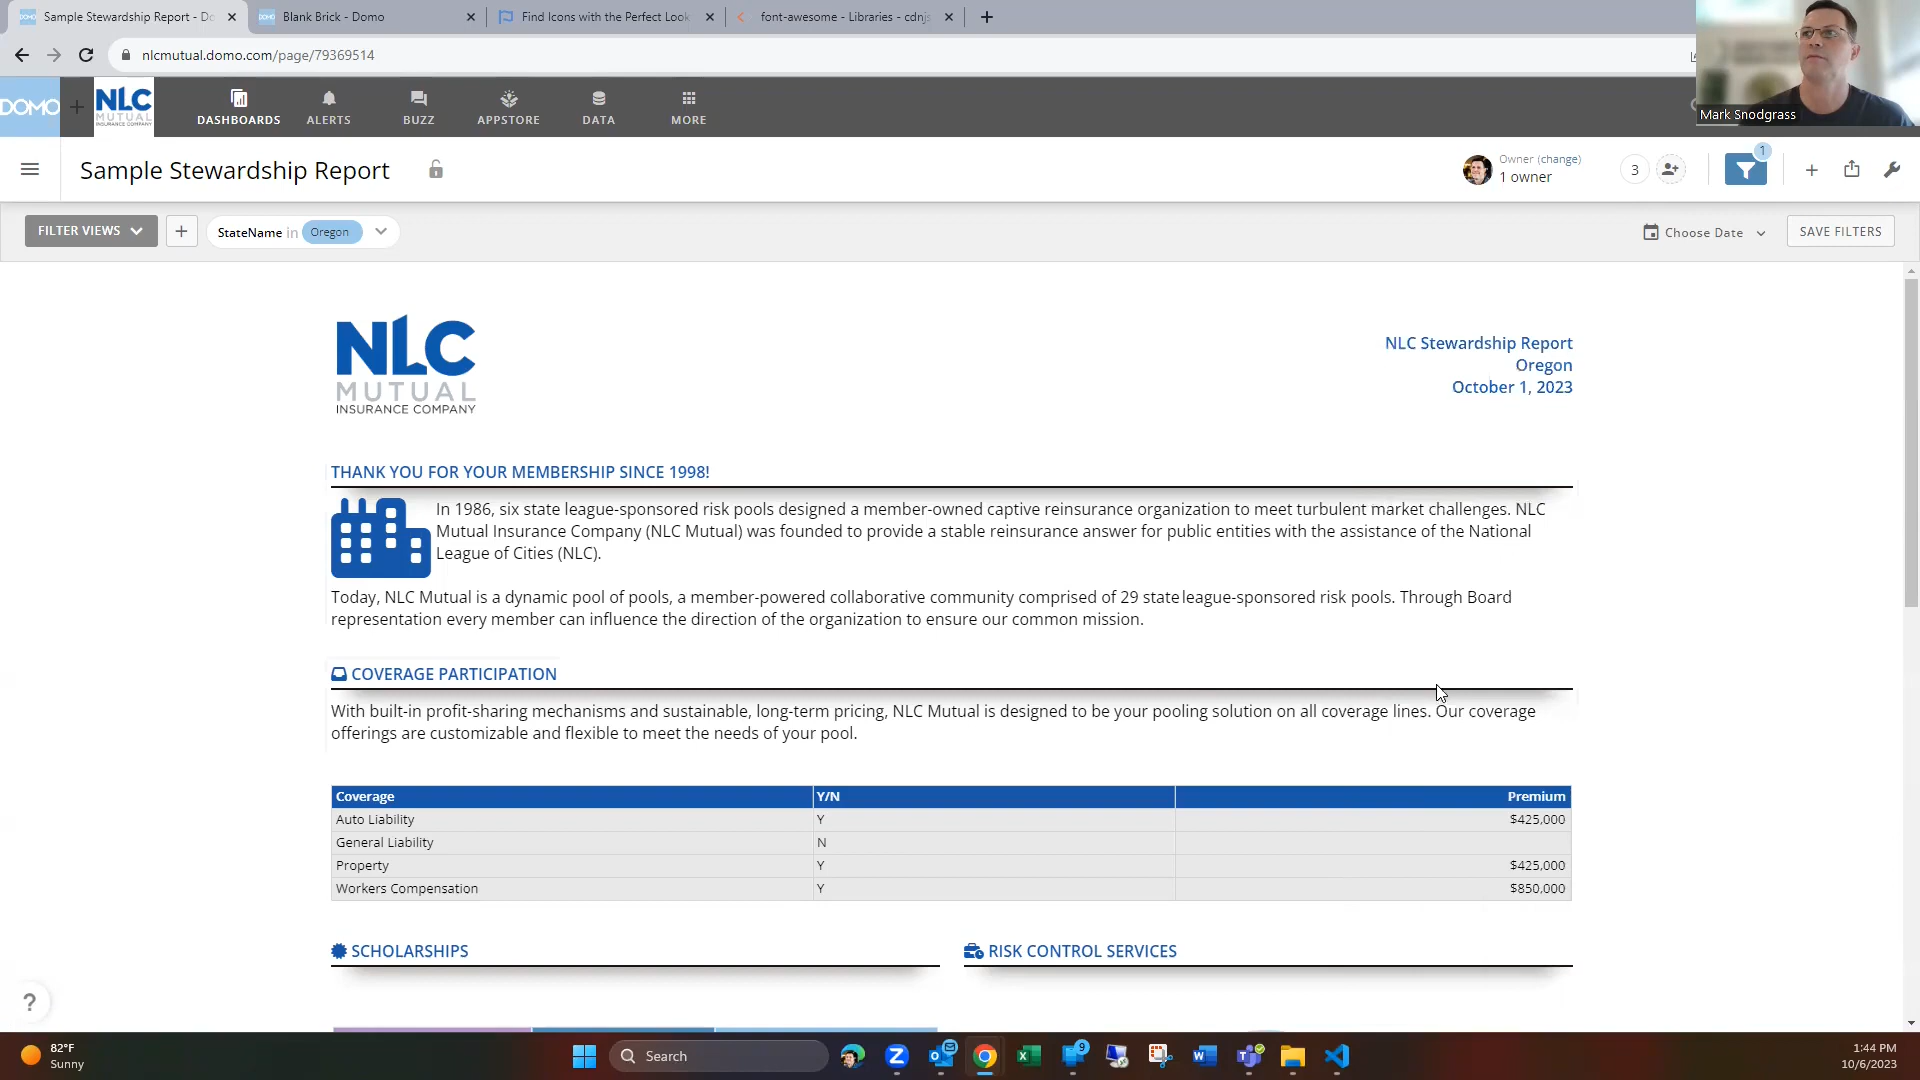 Sample Stewardship Report - Do
Blank Brick - Domo
Find Icons with the Perfect Look
font-awesome - Libraries - cdnjs
nlcmutual.domo.com/page/79369514
DOMO
NLC
MUTUAL
INSURANCE COMPANY
DASHBOARDS
ALERTS
BUZZ
APPSTORE
DATA
MORE
Mark Snodgrass
Sample Stewardship Report
Owner (change)
1 owner
3
1
FILTER VIEWS
StateName in Oregon
Choose Date
SAVE FILTERS
NLC
MUTUAL
INSURANCE COMPANY
NLC Stewardship Report
Oregon
October 1, 2023
THANK YOU FOR YOUR MEMBERSHIP SINCE 1998!
In 1986, six state league-sponsored risk pools designed a member-owned captive reinsurance organization to meet turbulent market challenges. NLC
Mutual Insurance Company (NLC Mutual) was founded to provide a stable reinsurance answer for public entities with the assistance of the National
League of Cities (NLC).
Today, NLC Mutual is a dynamic pool of pools, a member-powered collaborative community comprised of 29 state league-sponsored risk pools. Through Board
representation every member can influence the direction of the organization to ensure our common mission.
COVERAGE PARTICIPATION
With built-in profit-sharing mechanisms and sustainable, long-term pricing, NLC Mutual is designed to be your pooling solution on all coverage lines. Our coverage
offerings are customizable and flexible to meet the needs of your pool.
Coverage Y/N Premium
Auto Liability Y $425,000
General Liability N
Property Y $425,000
Workers Compensation Y $850,000
SCHOLARSHIPS
RISK CONTROL SERVICES
?
82°F
Sunny
Search
9
1:44 PM
10/6/2023